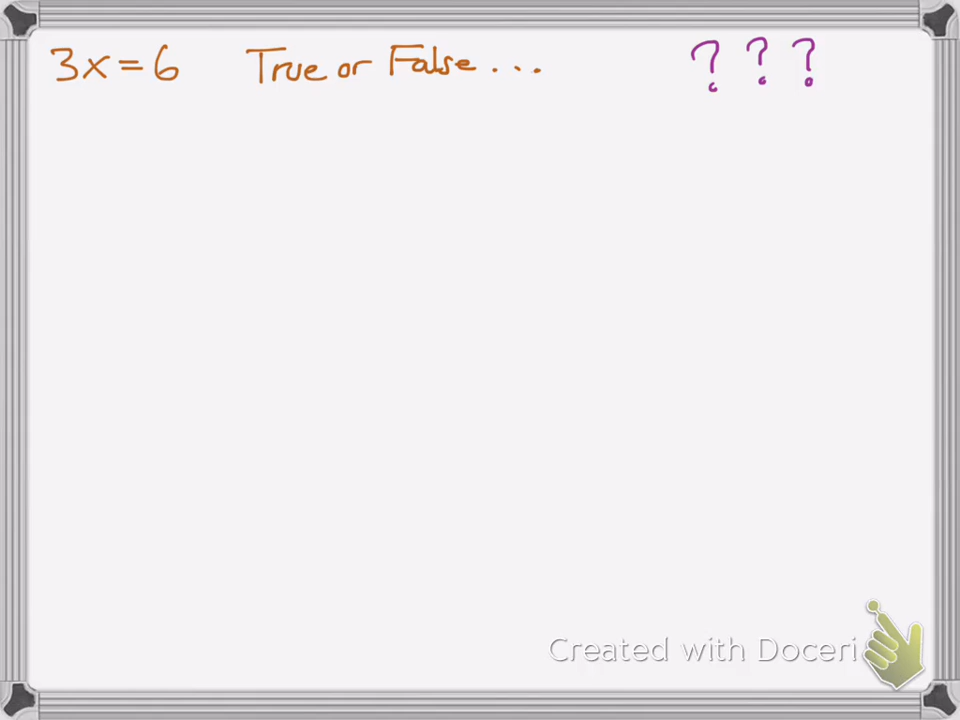 3x = 6 True or False... ???
Created with Doceri